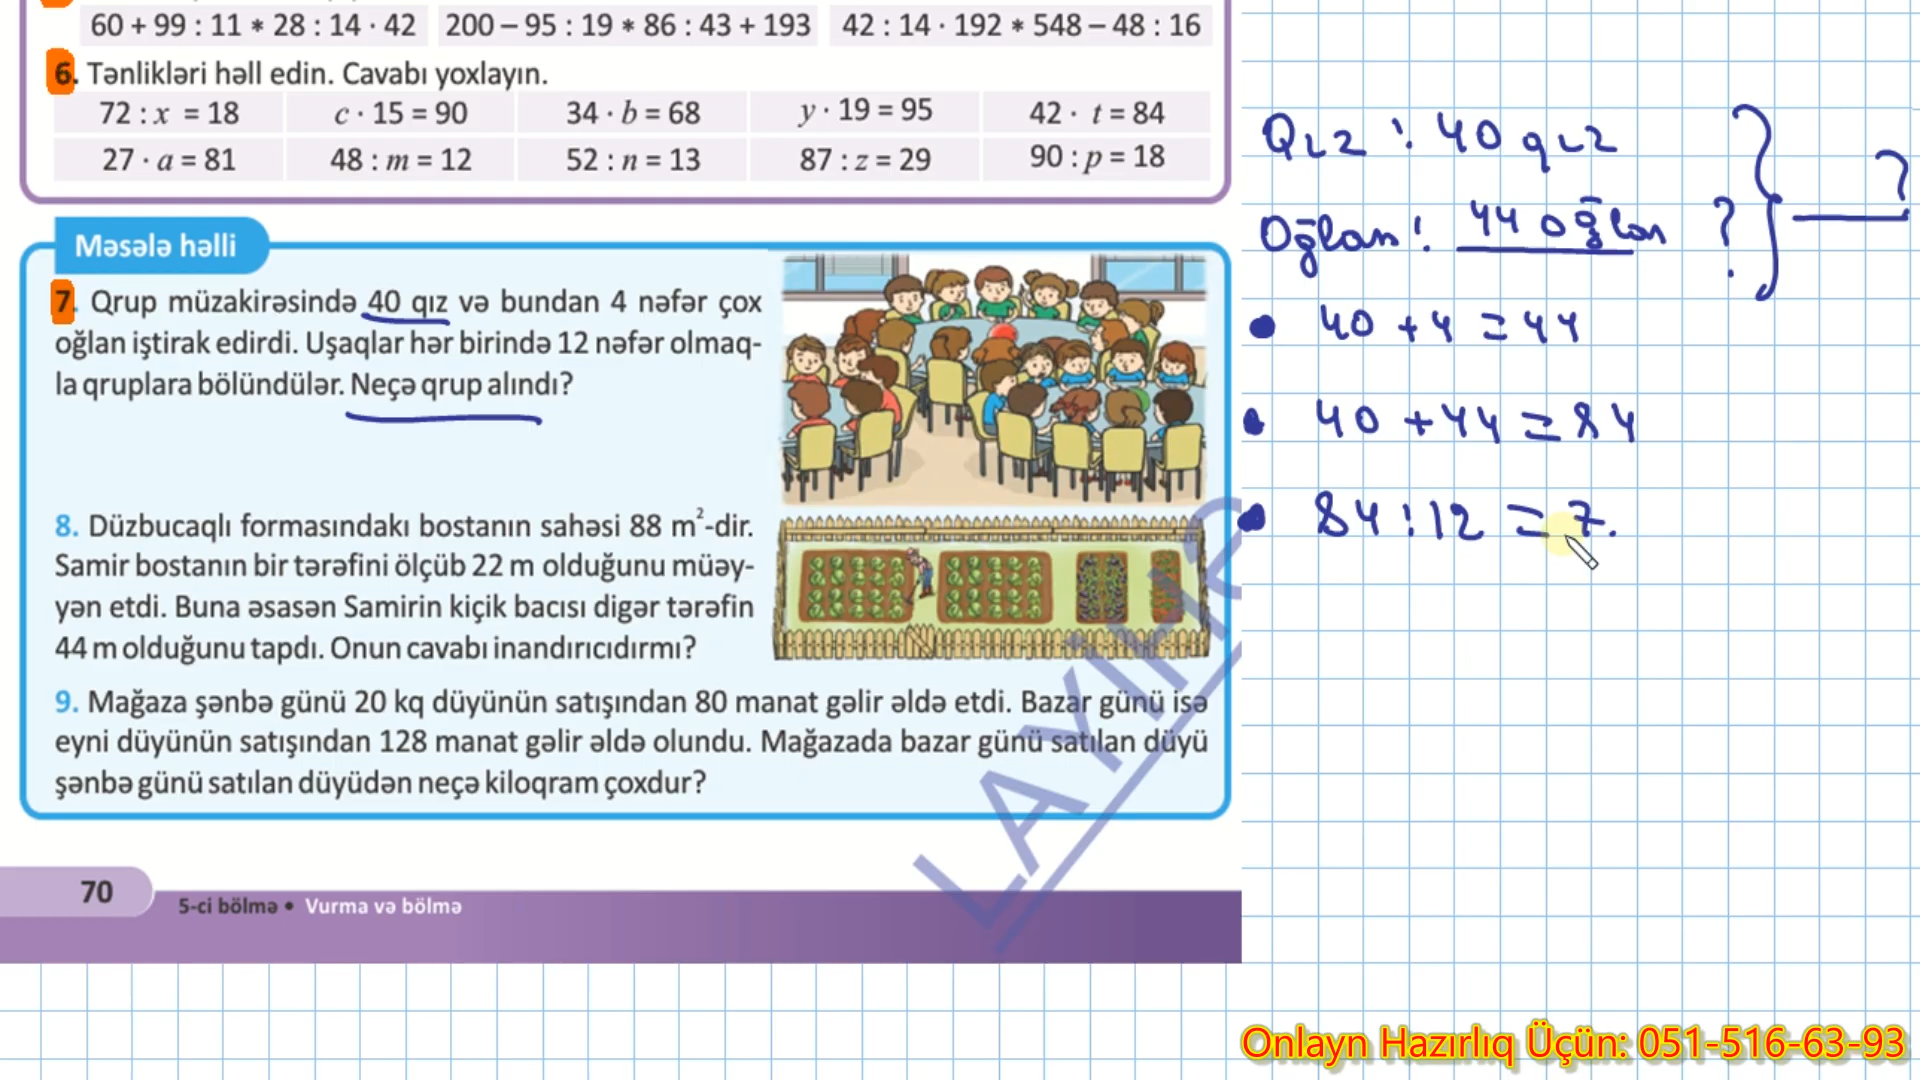 60 + 99 : 11 * 28 : 14 · 42
200 – 95 : 19 * 86 : 43 + 193
42 : 14 · 192 * 548 – 48 : 16
6. Tənlikləri həll edin. Cavabı yoxlayın.
72 : x = 18
c · 15 = 90
34 · b = 68
y · 19 = 95
42 · t = 84
27 · a = 81
48 : m = 12
52 : n = 13
87 : z = 29
90 : p = 18
Məsələ həlli
7. Qrup müzakirəsində 40 qız və bundan 4 nəfər çox
oğlan iştirak edirdi. Uşaqlar hər birində 12 nəfər olmaq-
la qruplara bölündülər. Neçə qrup alındı?
8. Düzbucaqlı formasındakı bostanın sahəsi 88 m²-dir.
Samir bostanın bir tərəfini ölçüb 22 m olduğunu müəy-
yən etdi. Buna əsasən Samirin kiçik bacısı digər tərəfin
44 m olduğunu tapdı. Onun cavabı inandırıcıdırmı?
9. Mağaza şənbə günü 20 kq düyünün satışından 80 manat gəlir əldə etdi. Bazar günü isə
eyni düyünün satışından 128 manat gəlir əldə olundu. Mağazada bazar günü satılan düyü
şənbə günü satılan düyüdən neçə kiloqram çoxdur?
70
5-ci bölmə • Vurma və bölmə
Qız : 40 qız
?
Oğlan : 44 oğlan ?
• 40 + 4 = 44
• 40 + 44 = 84
• 84 : 12 = 7.
Onlayn Hazırlıq Üçün: 051-516-63-93